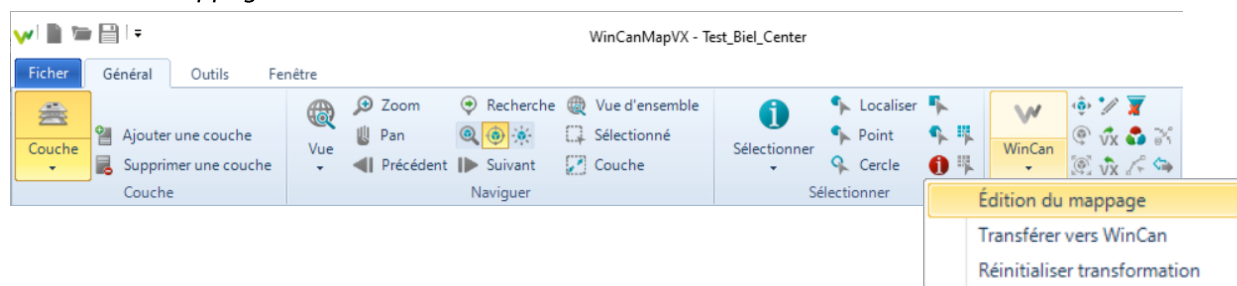 WinCanMapVX - Test_Biel_Center
Ficher Général Outils Fenêtre
Couche
Ajouter une couche
Supprimer une couche
Couche
Vue
Zoom Recherche Vue d'ensemble
Pan Sélectionné
Précédent Suivant Couche
Naviguer
Sélectionner
Localiser
Point
Cercle
Sélectionner
WinCan
VX
VX
Édition du mappage
Transférer vers WinCan
Réinitialiser transformation